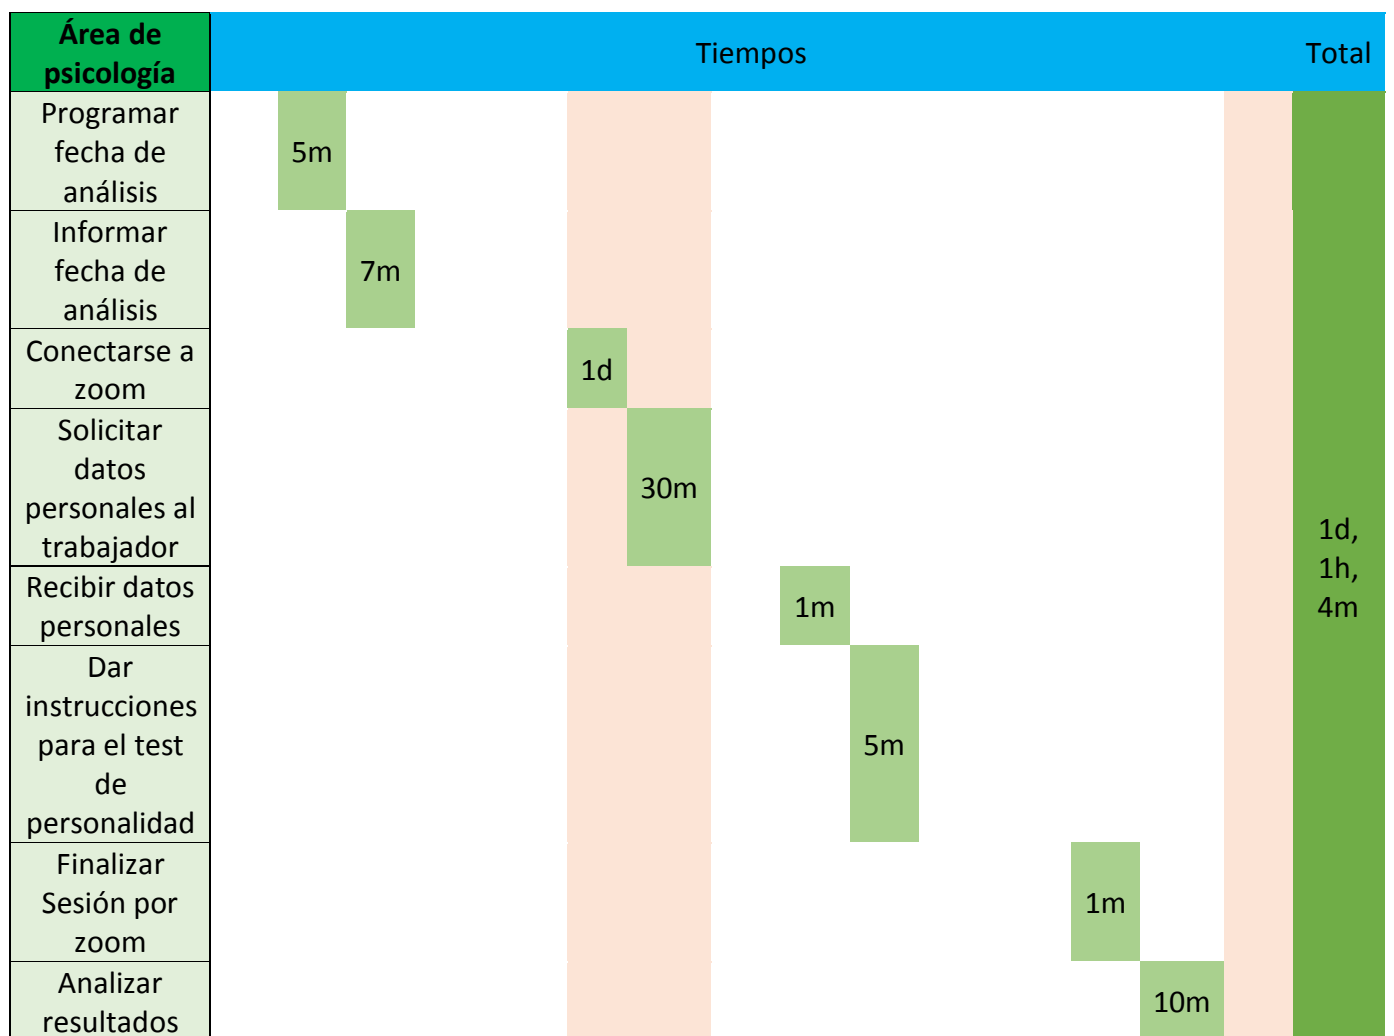 Área de
psicología
Tiempos
Total
Programar
fecha de
análisis
5m
Informar
fecha de
análisis
7m
Conectarse a
zoom
1d
Solicitar
datos
personales al
trabajador
30m
1d,
1h,
4m
Recibir datos
personales
1m
Dar
instrucciones
para el test
de
personalidad
5m
Finalizar
Sesión por
zoom
1m
Analizar
resultados
10m